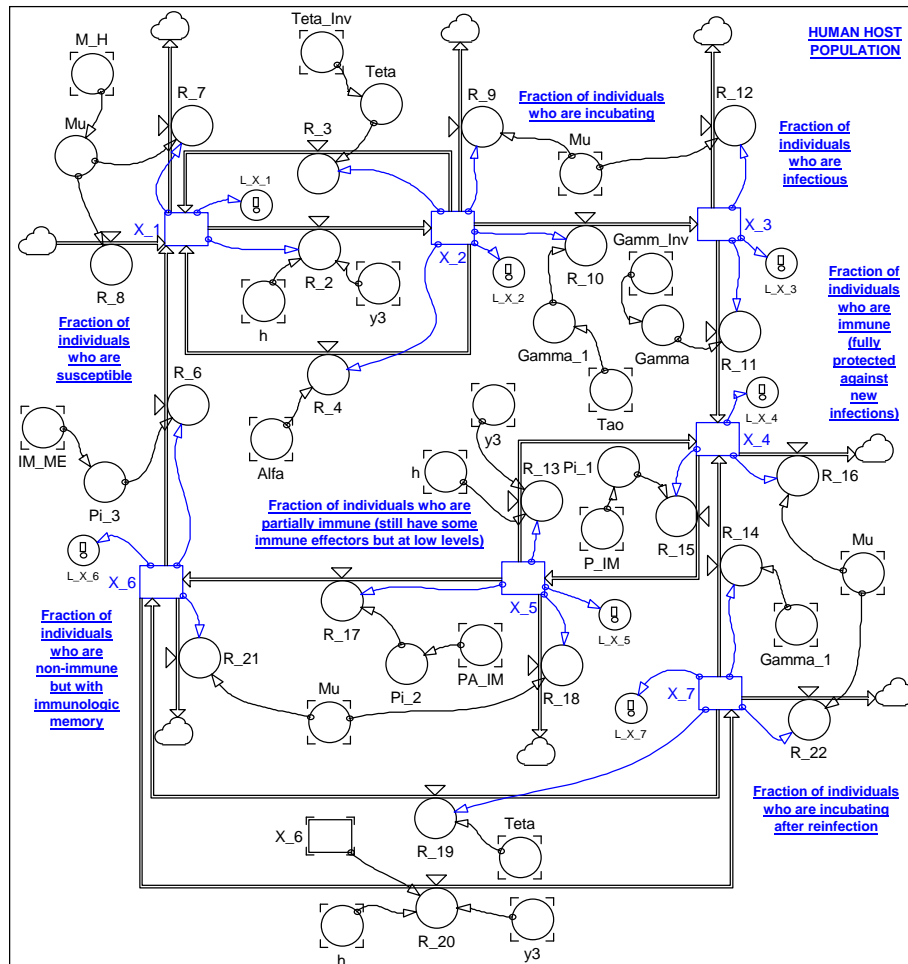 HUMAN HOST
POPULATION
Teta_Inv
M_H
Teta
R_7
R_9
R_12
Fraction of individuals
who are incubating
Mu
R_3
Mu
Fraction of
individuals
who are
infectious
L_X_1
X_1
X_2
X_3
R_8
R_2
h
y3
L_X_2
R_10
Gamm_Inv
L_X_3
Fraction of
individuals
who are
susceptible
Gamma_1
Gamma
R_11
Fraction of
individuals
who are
immune
(fully
protected
against
new
infections)
R_6
R_4
Alfa
Tao
L_X_4
X_4
IM_ME
Pi_3
y3
h
R_13
Pi_1
R_16
Fraction of individuals who are
partially immune (still have some
immune effectors but at low levels)
P_IM
R_15
R_14
Mu
L_X_6
X_6
X_5
L_X_5
R_17
Gamma_1
Fraction of
individuals
who are
non-immune
but with
immunologic
memory
R_21
Mu
Pi_2
PA_IM
R_18
X_7
L_X_7
R_22
Fraction of individuals
who are incubating
after reinfection
X_6
R_19
Teta
h
R_20
y3